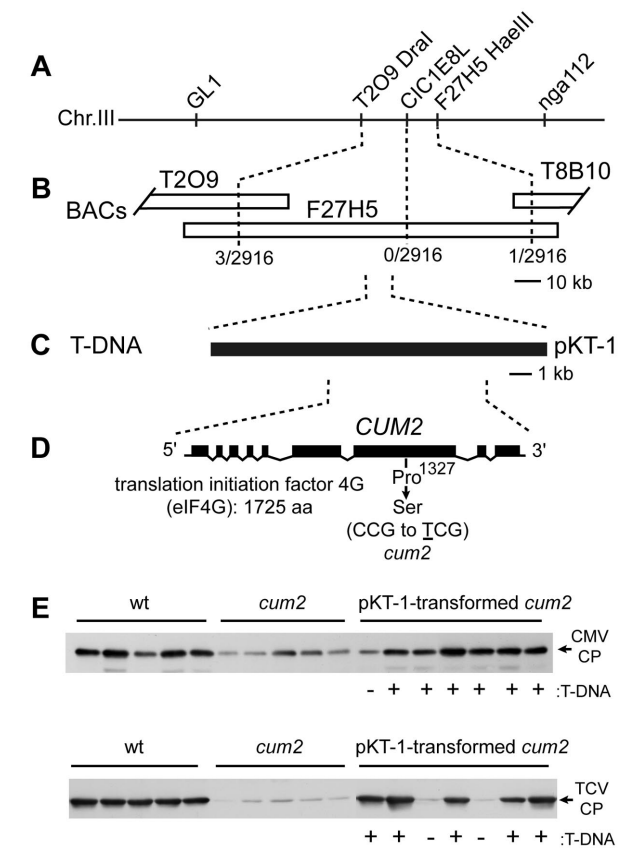 A
GL1
T2O9 DraI
CIC1E8L
F27H5 HaeIII
nga112
Chr.III
B
T2O9
T8B10
BACs
F27H5
3/2916
0/2916
1/2916
10 kb
C
T-DNA
pKT-1
1 kb
D
CUM2
5'
3'
translation initiation factor 4G
(eIF4G): 1725 aa
Pro1327
Ser
(CCG to TCG)
cum2
E
wt
cum2
pKT-1-transformed cum2
CMV
CP
- + + + + + + :T-DNA
wt
cum2
pKT-1-transformed cum2
TCV
CP
+ + - + - + + :T-DNA